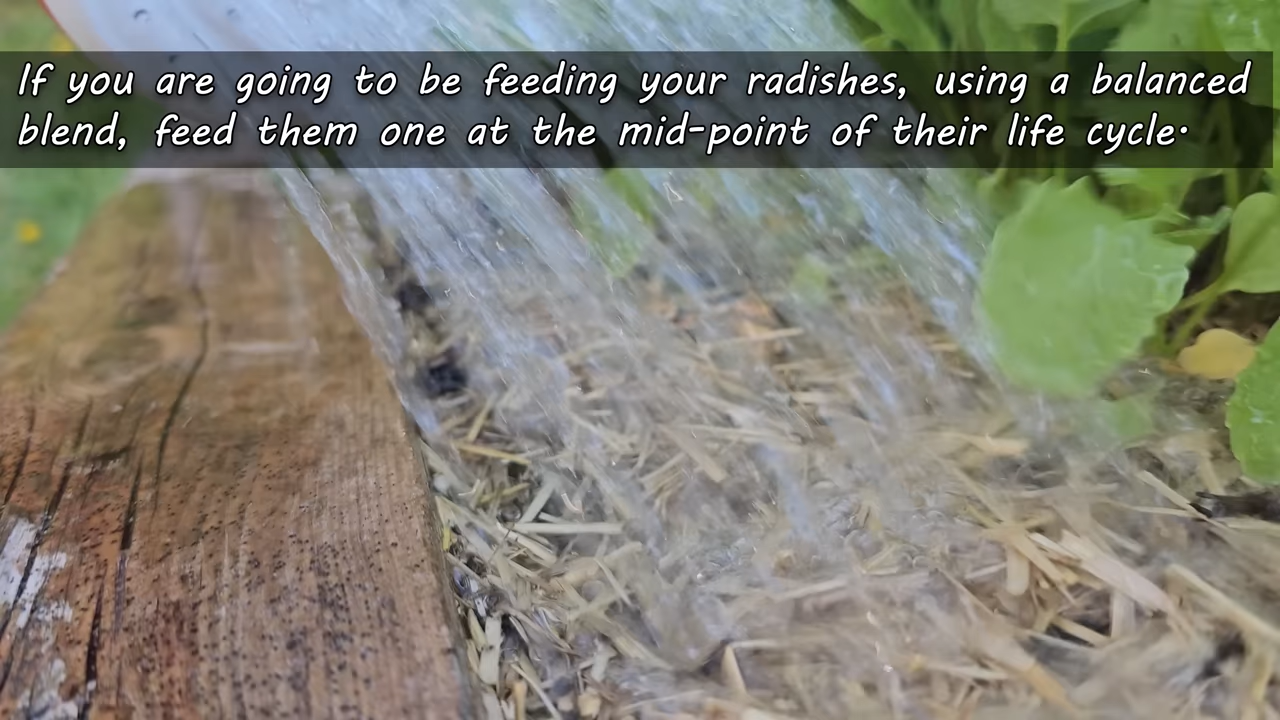 If you are going to be feeding your radishes, using a balanced
blend, feed them one at the mid-point of their life cycle.